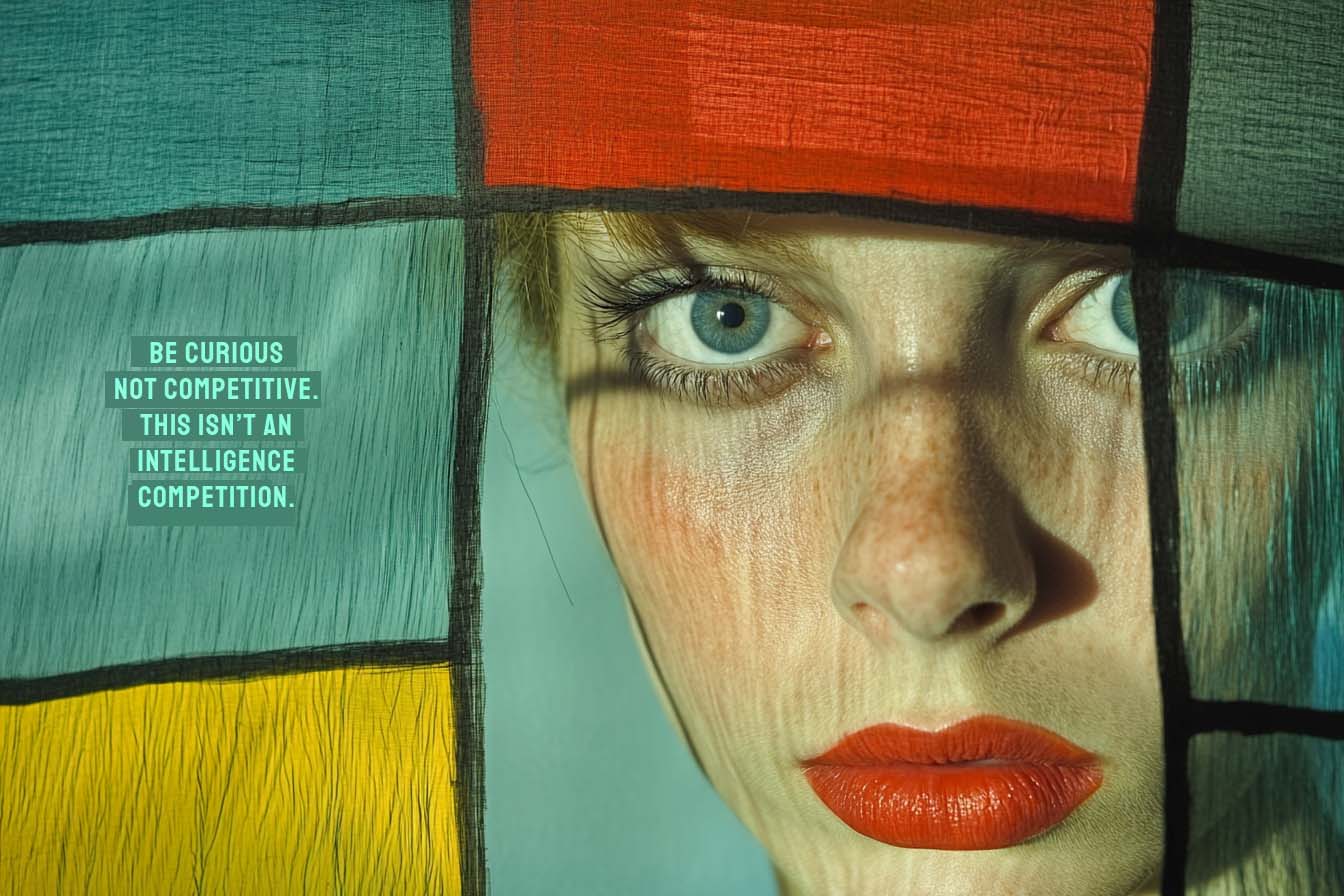 BE CURIOUS
NOT COMPETITIVE.
THIS ISN'T AN
INTELLIGENCE
COMPETITION.